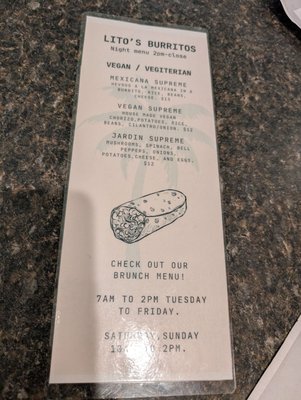 LITO'S BURRITOS
Night menu 2pm-close
VEGAN / VEGITERIAN
MEXICANA SUPREME
HEVUOS A LA MEXICANA IN A
BURRITO, RICE, BEANS,
CHEESE. $11
VEGAN SUPREME
HOUSE MADE VEGAN
CHORIZO,POTATOES, RICE,
BEANS, CILANTRO/ONION. $12
JARDIN SUPREME
MUSHROOMS, SPINACH, BELL
PEPPERS, ONIONS,
POTATOES,CHEESE, AND EGGS.
$12
CHECK OUT OUR
BRUNCH MENU!
7AM TO 2PM TUESDAY
TO FRIDAY.
SATURDAY,SUNDAY
TO 2PM.